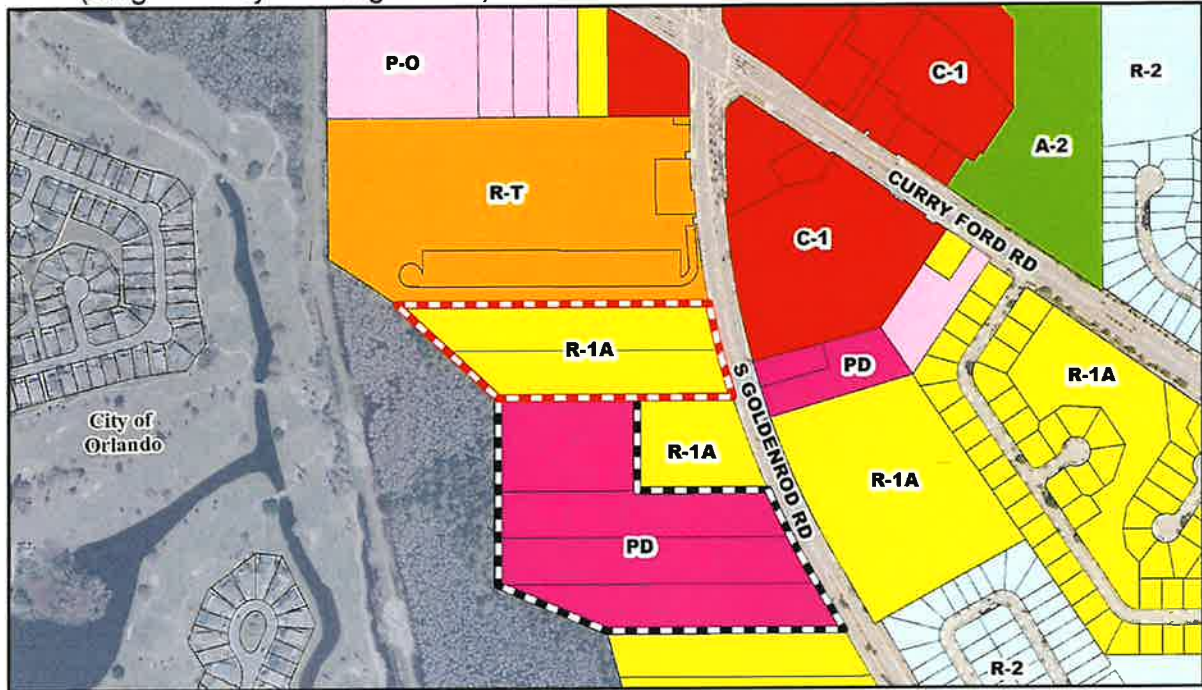 P-O
C-1
R-2
A-2
R-T
CURRY FORD RD
C-1
R-1A
PD
S GOLDENROD RD
R-1A
City of
Orlando
R-1A
R-1A
PD
R-2